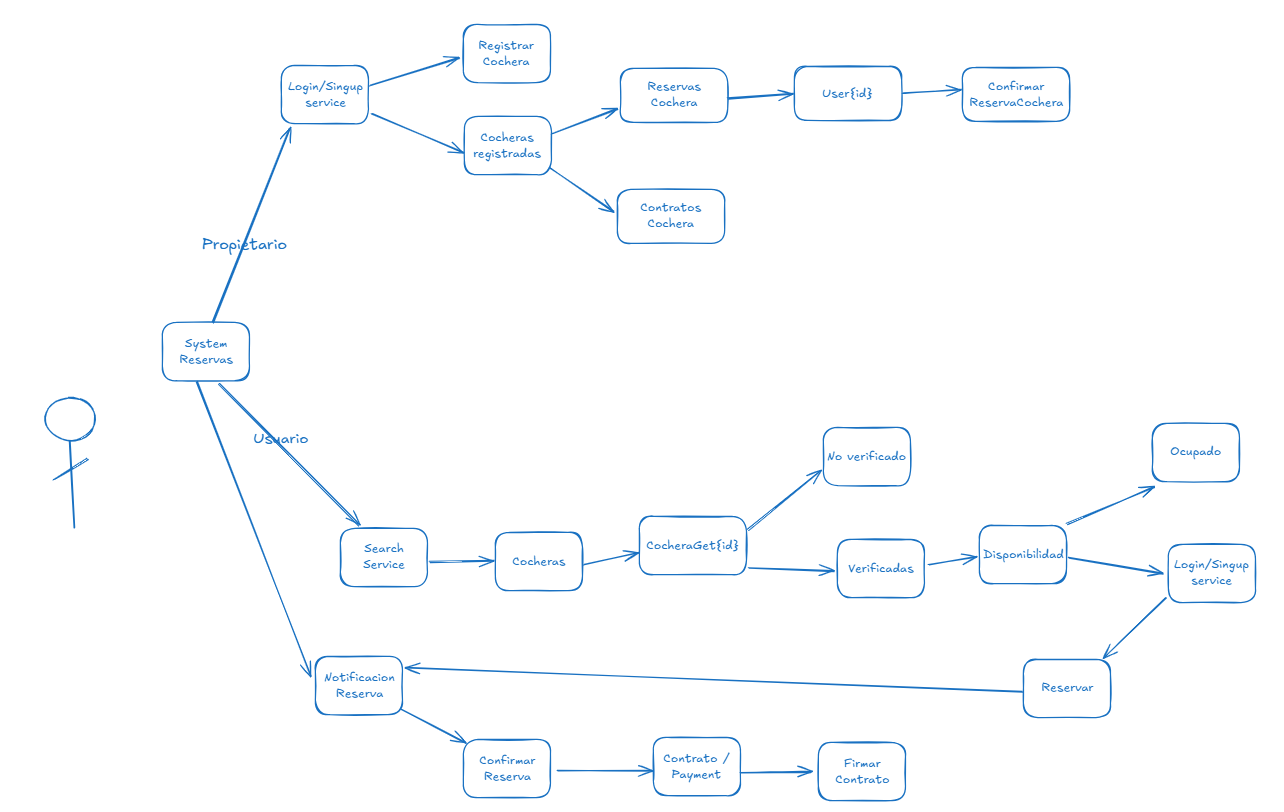 Registrar
Cochera
Login/Singup
service
Reservas
Cochera
User{id}
Confirmar
ReservaCochera
Cocheras
registradas
Contratos
Cochera
Propietario
System
Reservas
Usuario
No verificado
Ocupado
Search
Service
Cocheras
CocheraGet{id}
Verificadas
Disponibilidad
Login/Singup
service
Notificacion
Reserva
Reservar
Confirmar
Reserva
Contrato /
Payment
Firmar
Contrato